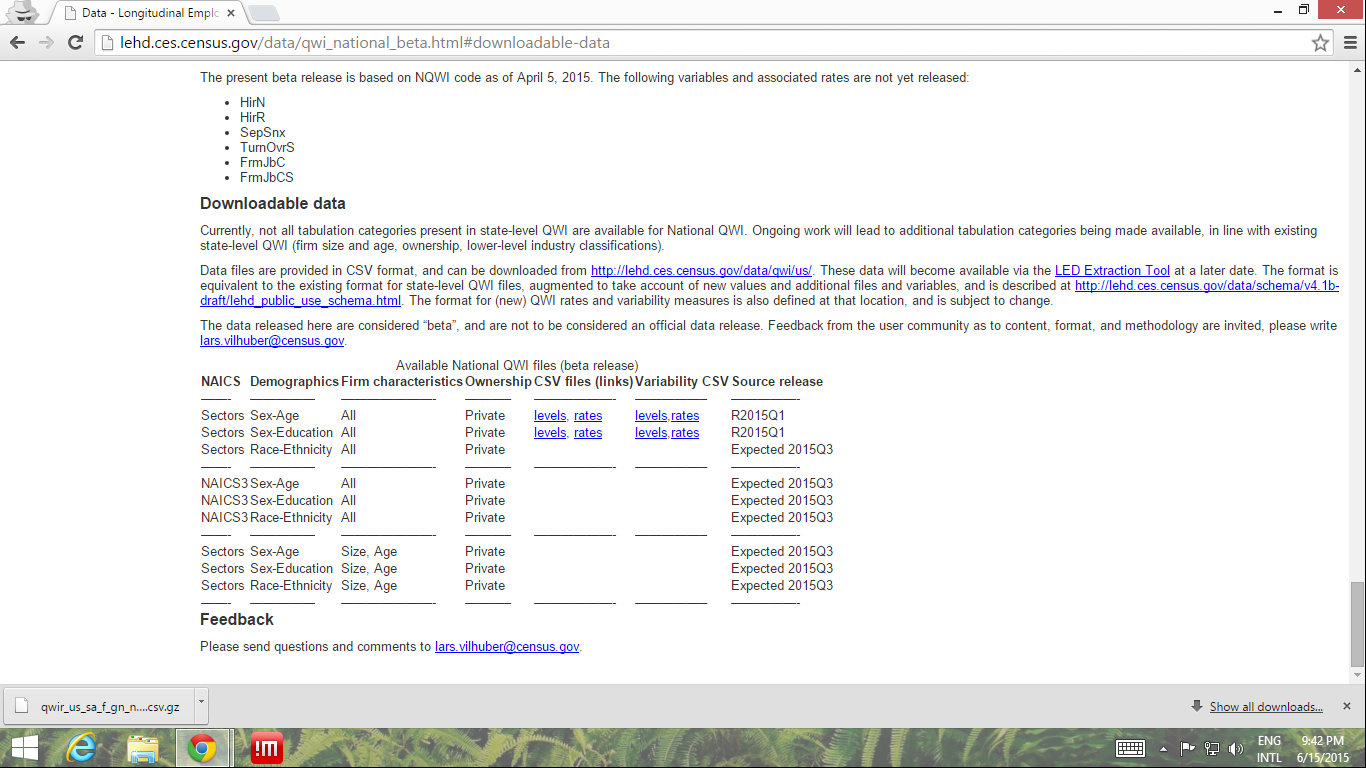 Data - Longitudinal Emplo
lehd.ces.census.gov/data/qwi_national_beta.html#downloadable-data
The present beta release is based on NQWI code as of April 5, 2015. The following variables and associated rates are not yet released:
• HirN
• HirR
• SepSnx
• TurnOvrS
• FrmJbC
• FrmJbCS
Downloadable data
Currently, not all tabulation categories present in state-level QWI are available for National QWI. Ongoing work will lead to additional tabulation categories being made available, in line with existing
state-level QWI (firm size and age, ownership, lower-level industry classifications).
Data files are provided in CSV format, and can be downloaded from http://lehd.ces.census.gov/data/qwi/us/. These data will become available via the LED Extraction Tool at a later date. The format is
equivalent to the existing format for state-level QWI files, augmented to take account of new values and additional files and variables, and is described at http://lehd.ces.census.gov/data/schema/v4.1b-
draft/lehd_public_use_schema.html. The format for (new) QWI rates and variability measures is also defined at that location, and is subject to change.
The data released here are considered “beta”, and are not to be considered an official data release. Feedback from the user community as to content, format, and methodology are invited, please write
lars.vilhuber@census.gov.
Available National QWI files (beta release)
NAICS Demographics Firm characteristics Ownership CSV files (links) Variability CSV Source release
Sectors Sex-Age All Private levels, rates levels,rates R2015Q1
Sectors Sex-Education All Private levels, rates levels,rates R2015Q1
Sectors Race-Ethnicity All Private Expected 2015Q3
NAICS3 Sex-Age All Private Expected 2015Q3
NAICS3 Sex-Education All Private Expected 2015Q3
NAICS3 Race-Ethnicity All Private Expected 2015Q3
Sectors Sex-Age Size, Age Private Expected 2015Q3
Sectors Sex-Education Size, Age Private Expected 2015Q3
Sectors Race-Ethnicity Size, Age Private Expected 2015Q3
Feedback
Please send questions and comments to lars.vilhuber@census.gov.
qwir_us_sa_f_gn_n....csv.gz
Show all downloads...
!m
ENG 9:42 PM
INTL 6/15/2015